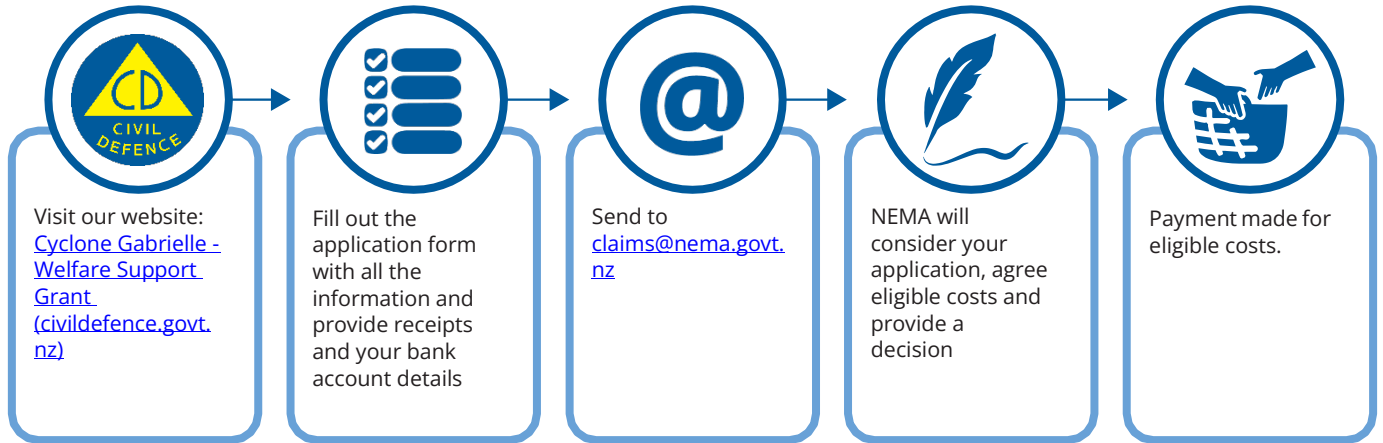 CD
CIVIL
DEFENCE
Visit our website:
Cyclone Gabrielle -
Welfare Support
Grant
(civildefence.govt.
nz)
Fill out the
application form
with all the
information and
provide receipts
and your bank
account details
@
Send to
claims@nema.govt.
nz
NEMA will
consider your
application, agree
eligible costs and
provide a
decision
Payment made for
eligible costs.